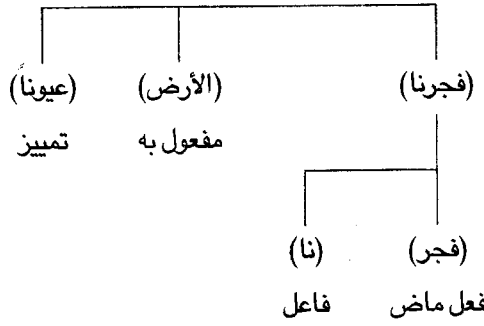 (فجرنا) (الأرض) (عيوناً)
مفعول به تمييز
(فجر) (نا)
فعل ماض فاعل